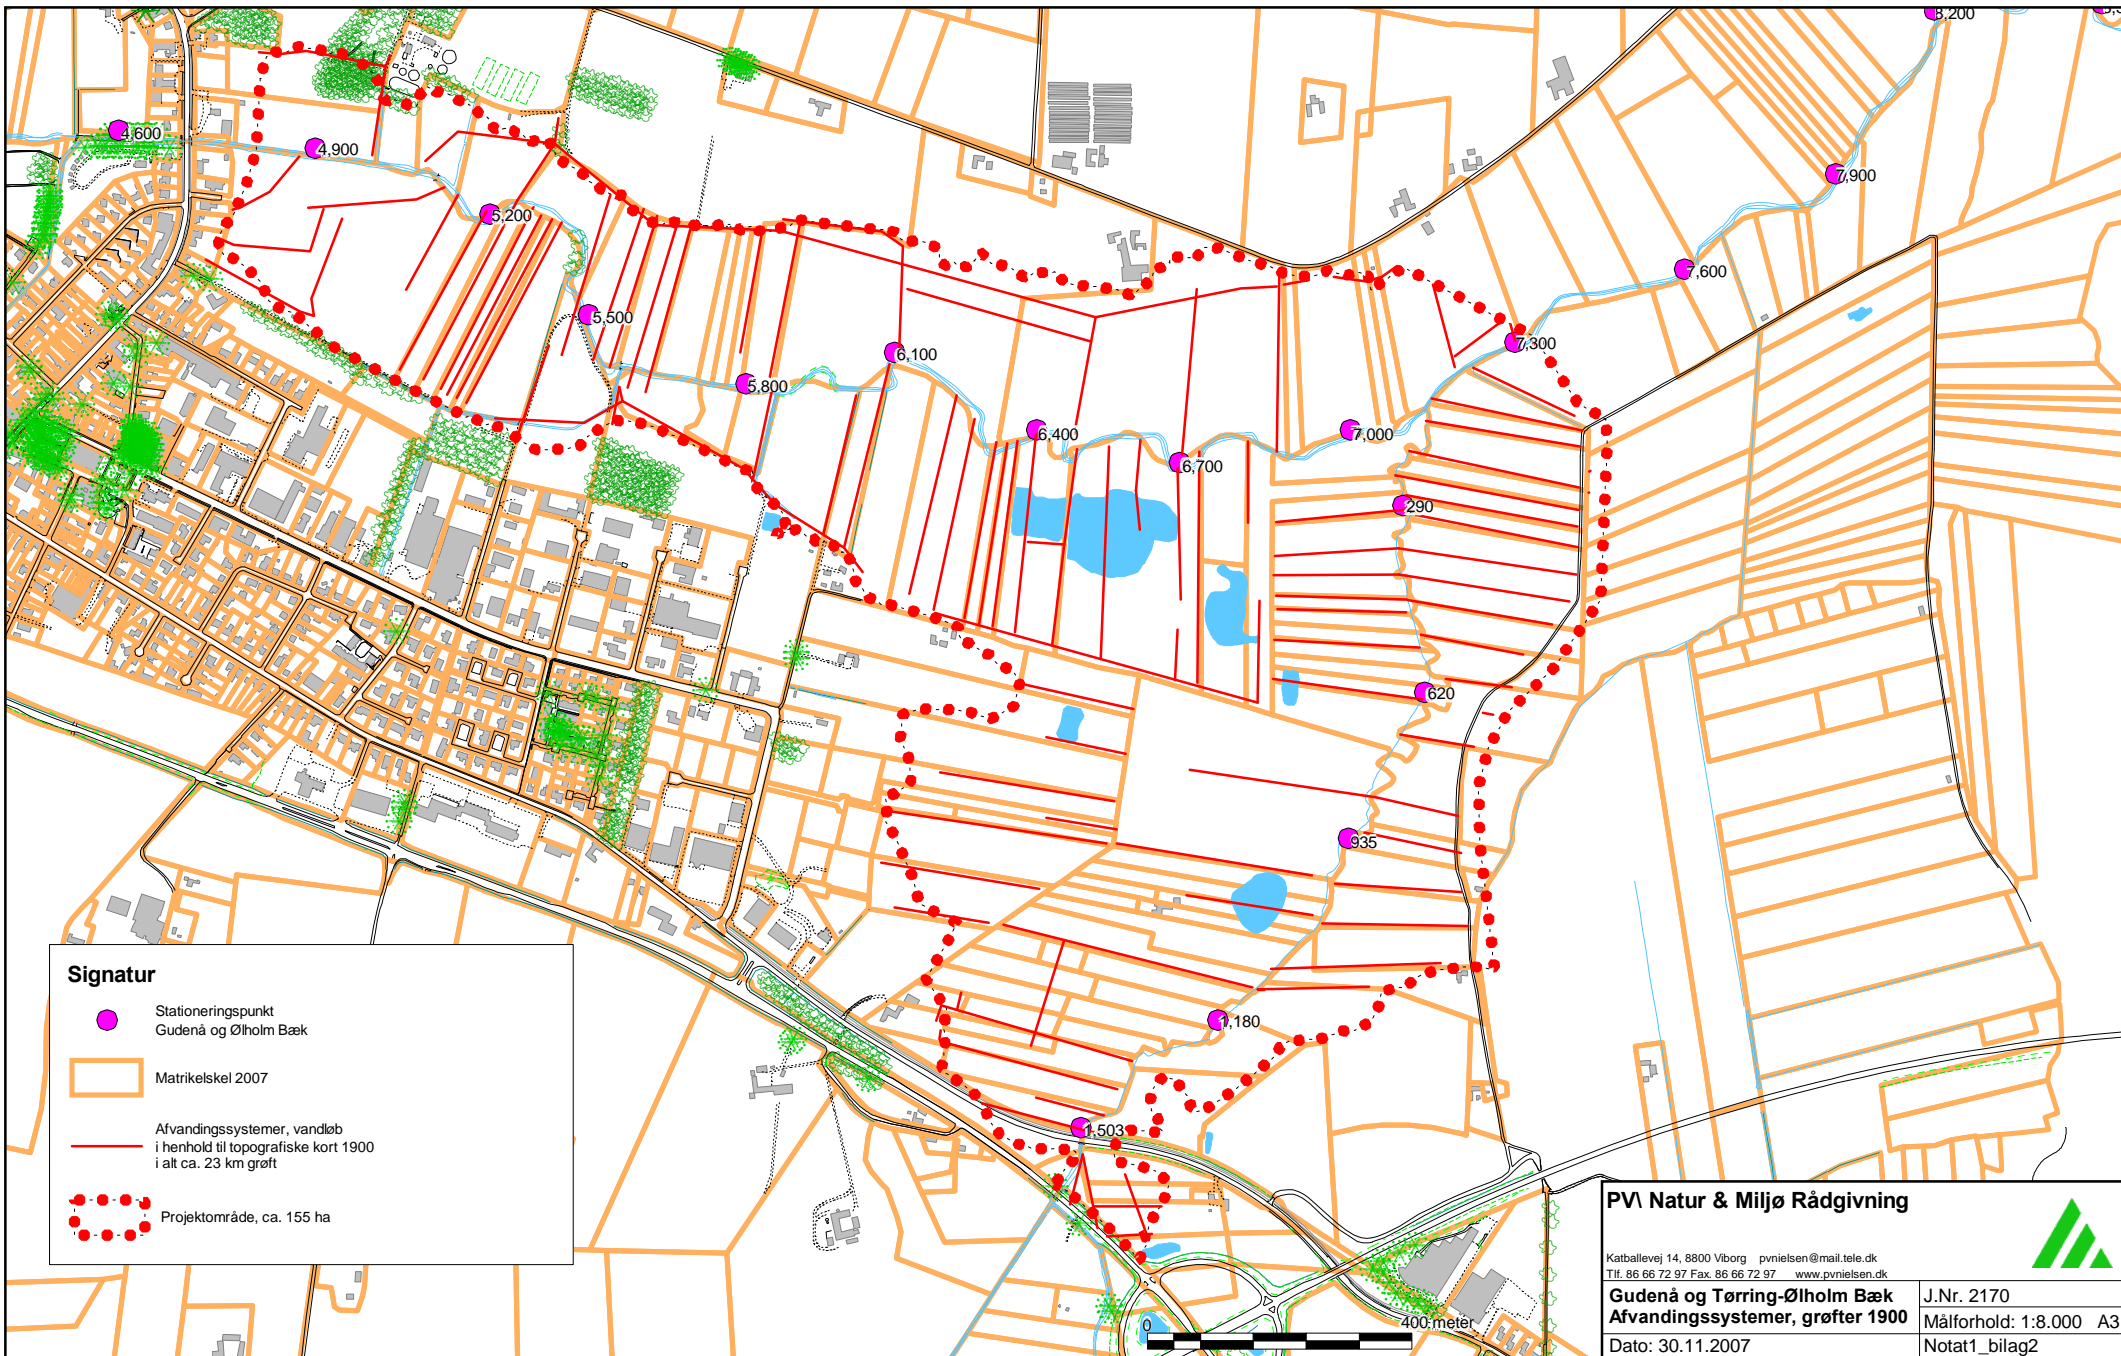 8,200
4,600
4,900
7,900
5,200
7,600
5,500
7,300
6,100
5,800
6,400
7,000
6,700
290
620
935
1,180
1,503
Signatur
Stationeringspunkt
Gudenå og Ølholm Bæk
Matrikelskel 2007
Afvandingssystemer, vandløb
i henhold til topografiske kort 1900
i alt ca. 23 km grøft
Projektområde, ca. 155 ha
0
400 meter
PV\ Natur & Miljø Rådgivning
Katballevej 14, 8800 Viborg pvnielsen@mail.tele.dk
Tlf. 86 66 72 97 Fax. 86 66 72 97 www.pvnielsen.dk
Gudenå og Tørring-Ølholm Bæk
Afvandingssystemer, grøfter 1900
J.Nr. 2170
Målforhold: 1:8.000 A3
Dato: 30.11.2007
Notat1_bilag2